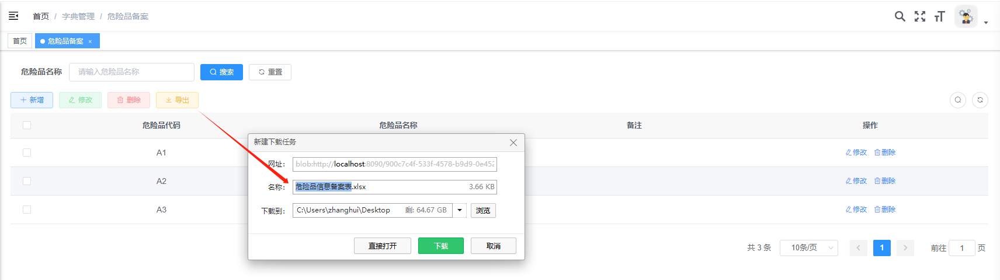 首页 / 字典管理 / 危险品备案
首页 危险品备案 ×
危险品名称 请输入危险品名称 搜索 重置
新增 修改 删除 导出
危险品代码 危险品名称 备注 操作
新建下载任务
A1 修改 删除
网址: blob:http://localhost:8090/900c7c4f-533f-4578-b9d9-0e452
A2 修改 删除
名称: 危险品信息备案表.xlsx 3.66 KB
A3 修改 删除
下载到: C:\Users\zhanghui\Desktop 剩: 64.67 GB 浏览
直接打开 下载 取消
共 3 条 10条/页 1 前往 1 页